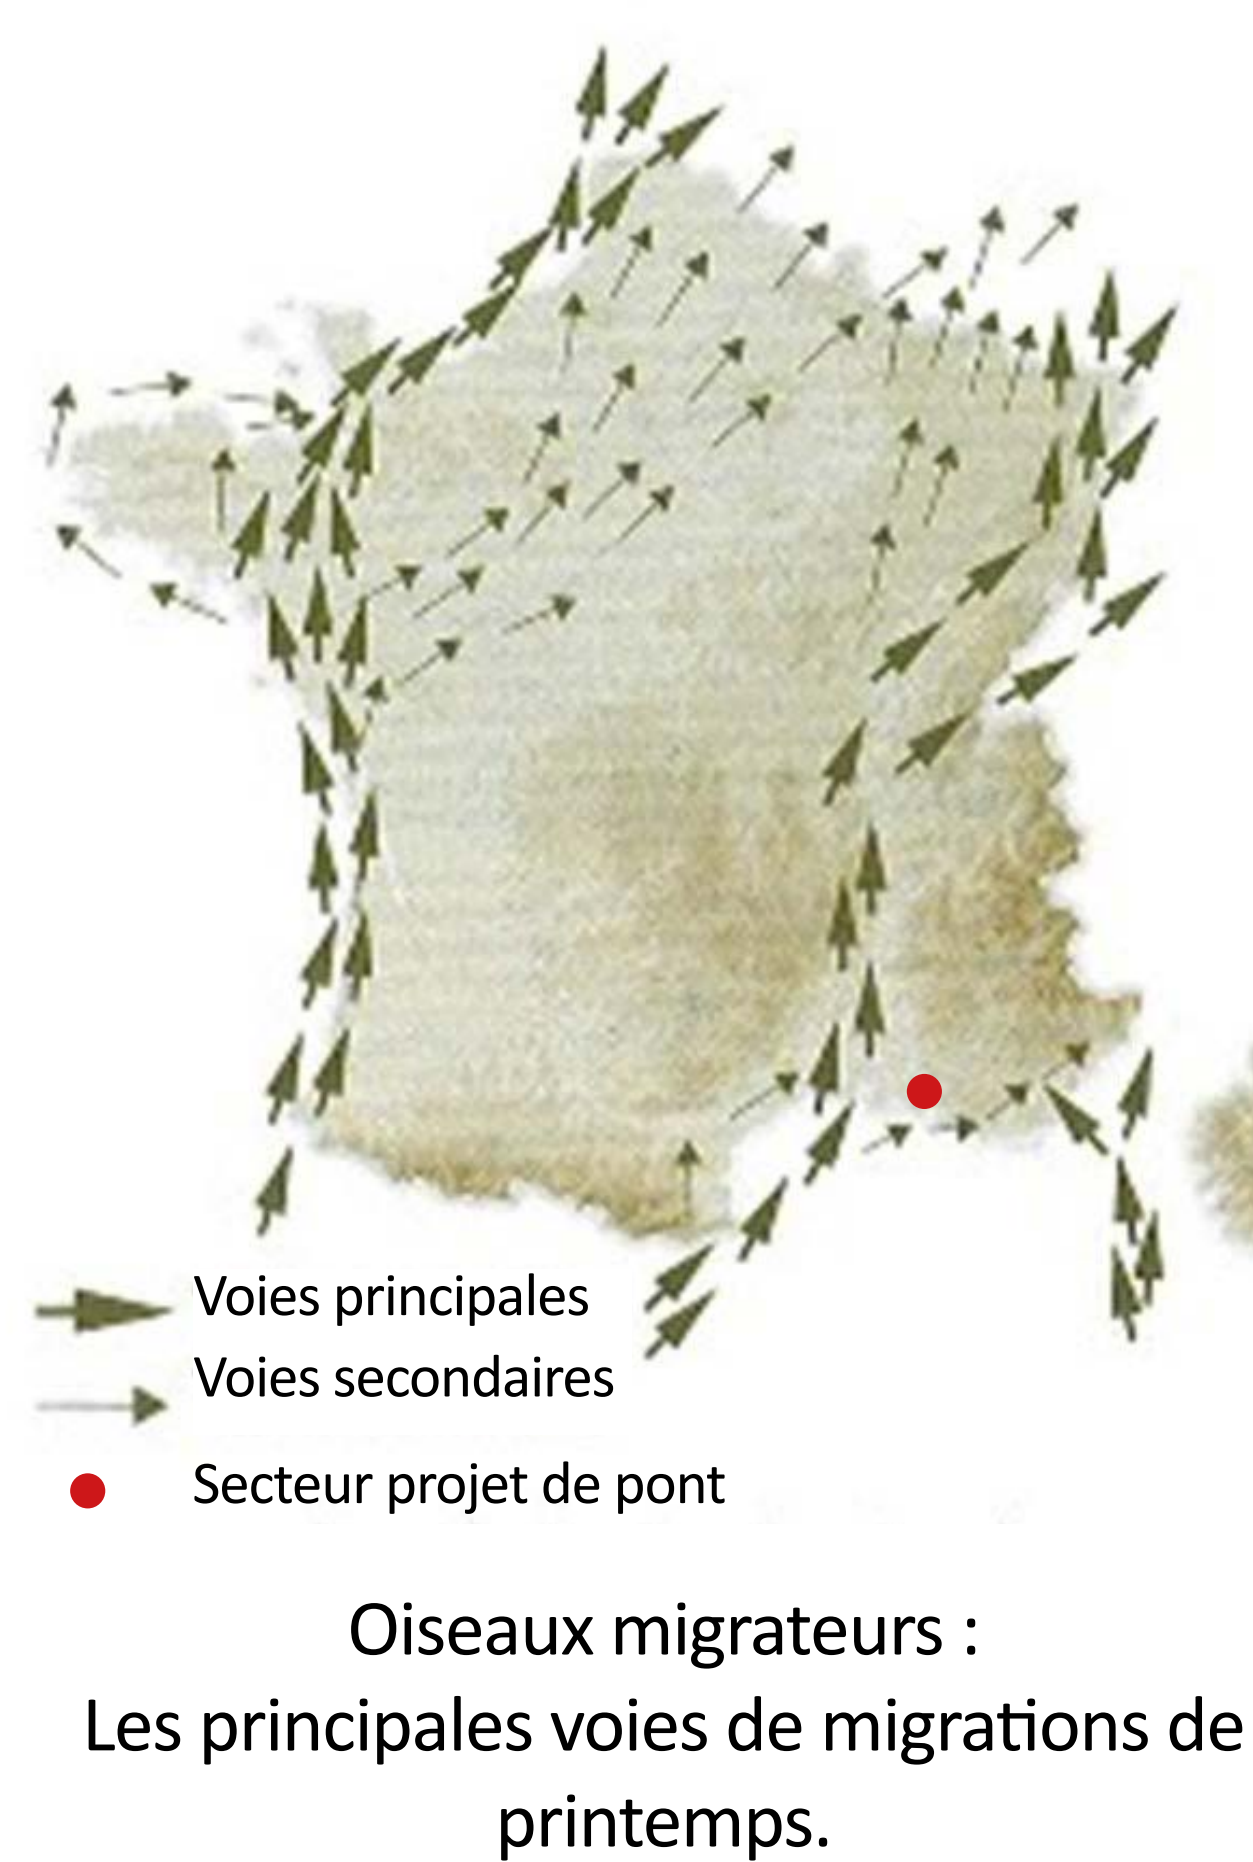 Voies principales
Voies secondaires
Secteur projet de pont
Oiseaux migrateurs :
Les principales voies de migrations de
printemps.